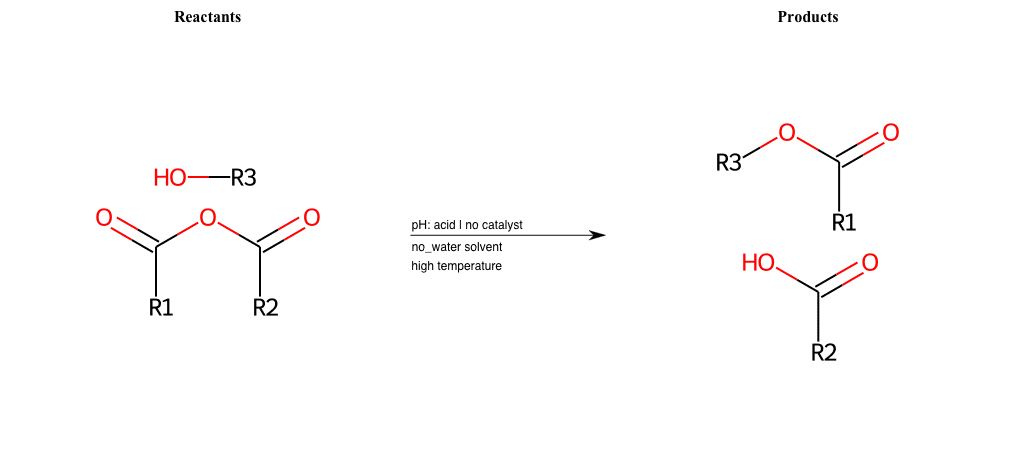 Reactants
Products
O
O
R3
R1
HO—R3
O
O
O
R1
R2
pH: acid | no catalyst
no_water solvent
high temperature
HO
O
R2